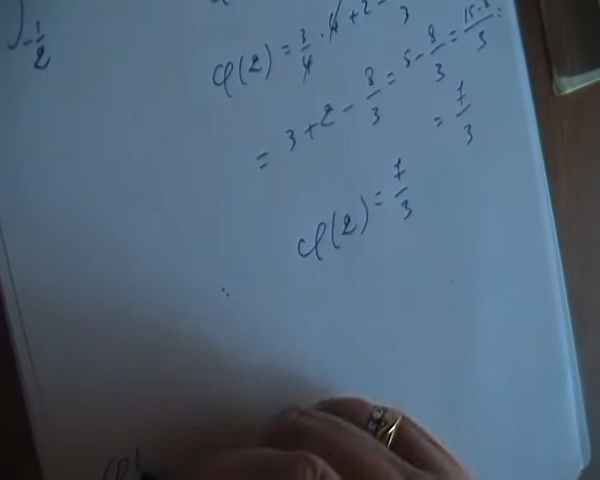 -1/2
φ(2) = 3/4 · 4 + 2 - /3
= 3 + 2 - 8/3 = 5 - 8/3 = 15-8/3 =
= 7/3
φ(2) = 7/3
φ